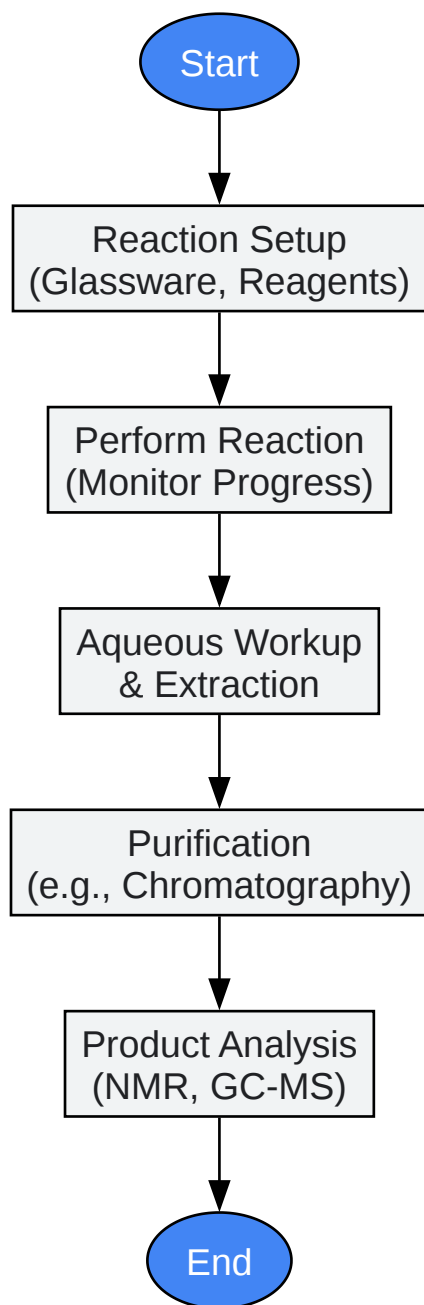 Start
Reaction Setup
(Glassware, Reagents)
Perform Reaction
(Monitor Progress)
Aqueous Workup
& Extraction
Purification
(e.g., Chromatography)
Product Analysis
(NMR, GC-MS)
End